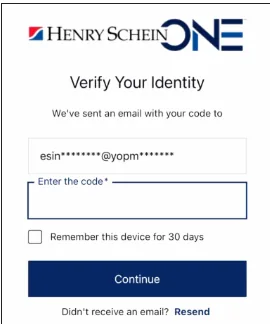 HENRY SCHEIN ONE
Verify Your Identity
We've sent an email with your code to
esin********@yopm*******
Enter the code*
Remember this device for 30 days
Continue
Didn't receive an email? Resend